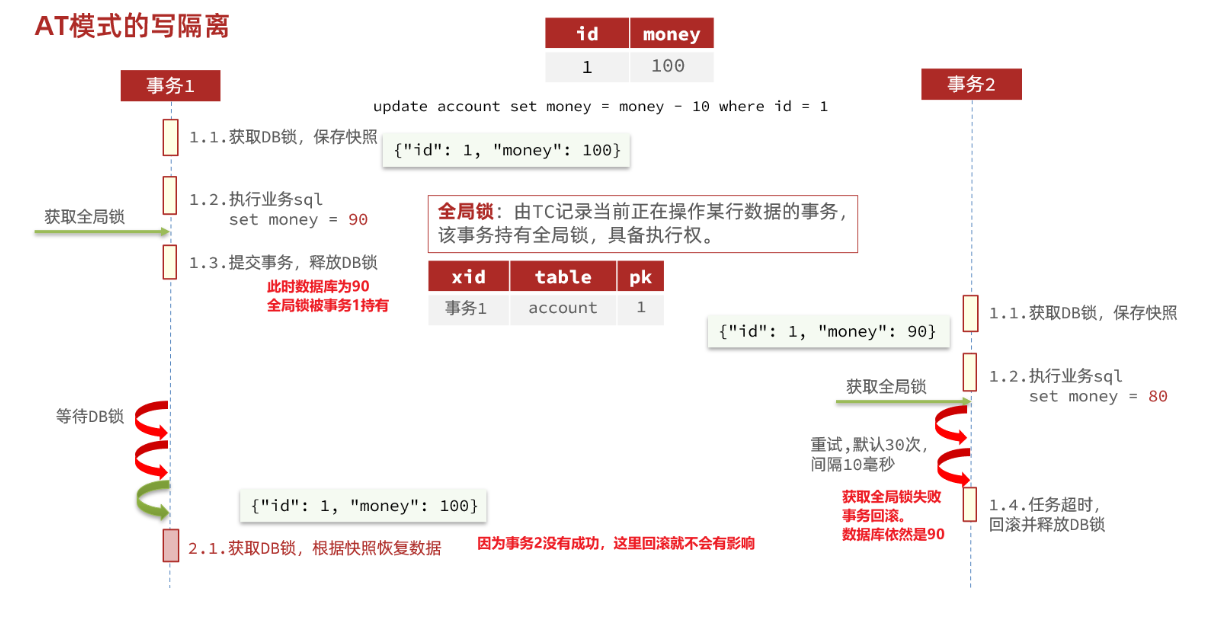 AT模式的写隔离
id money
1 100
事务1
事务2
update account set money = money - 10 where id = 1
1.1.获取DB锁，保存快照
{"id": 1, "money": 100}
1.2.执行业务sql
set money = 90
获取全局锁
全局锁：由TC记录当前正在操作某行数据的事务，
该事务持有全局锁，具备执行权。
1.3.提交事务，释放DB锁
此时数据库为90
全局锁被事务1持有
xid table pk
事务1 account 1
1.1.获取DB锁，保存快照
{"id": 1, "money": 90}
1.2.执行业务sql
set money = 80
获取全局锁
等待DB锁
重试,默认30次，
间隔10毫秒
获取全局锁失败
事务回滚。
数据库依然是90
1.4.任务超时，
回滚并释放DB锁
{"id": 1, "money": 100}
2.1.获取DB锁，根据快照恢复数据
因为事务2没有成功，这里回滚就不会有影响